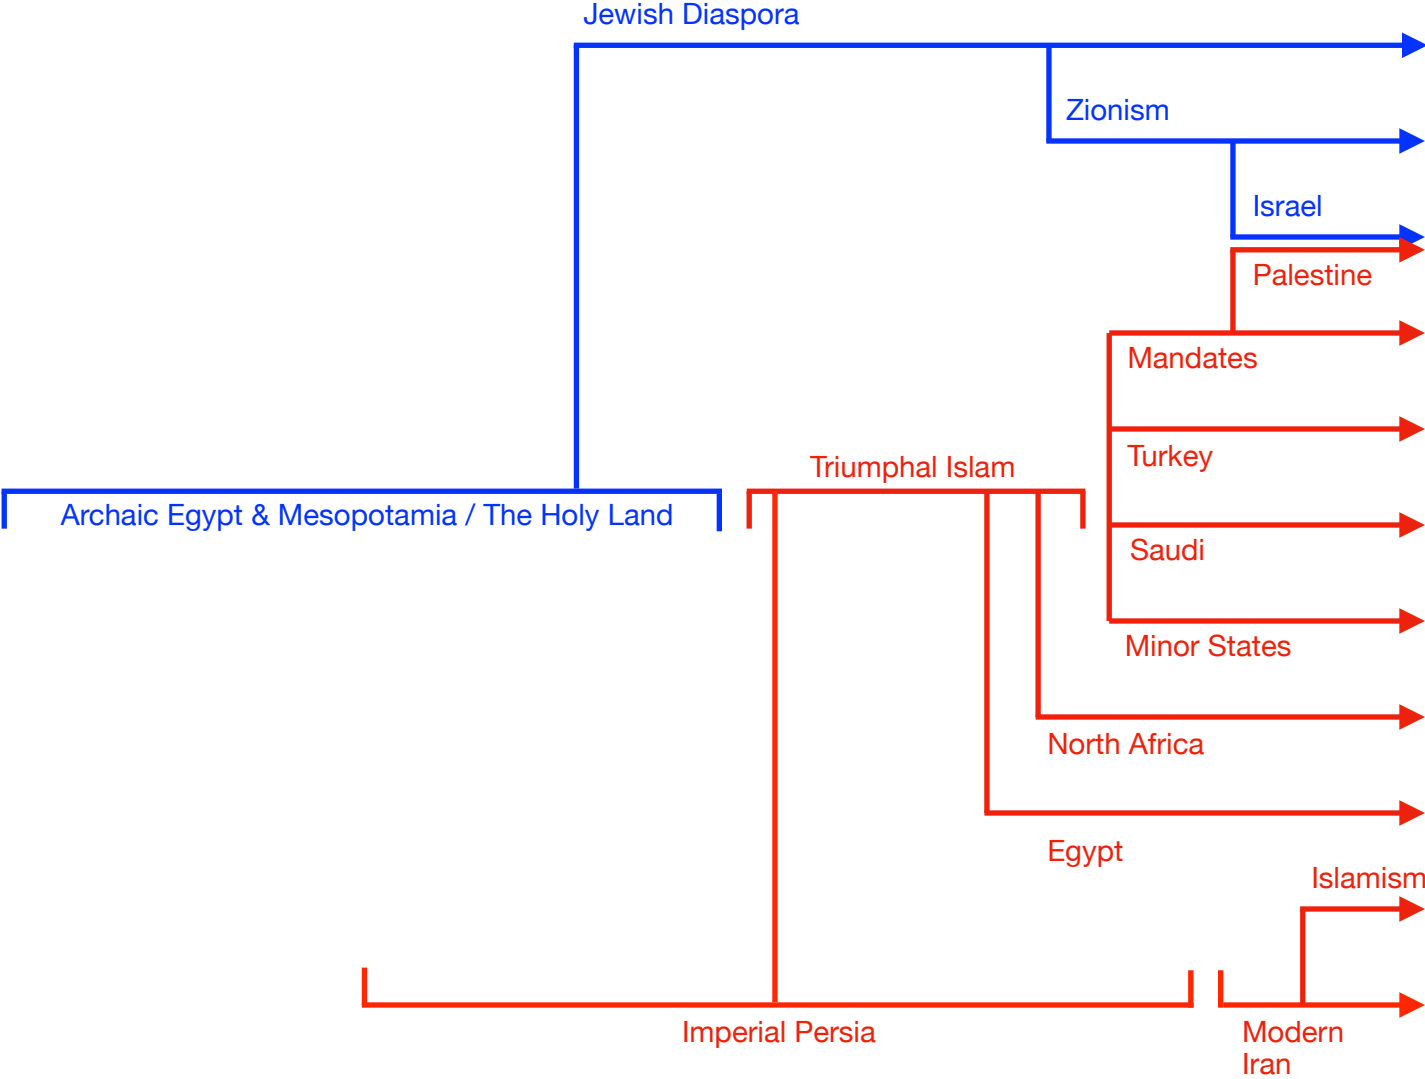 Jewish Diaspora
Zionism
Israel
Palestine
Mandates
Turkey
Triumphal Islam
Archaic Egypt & Mesopotamia / The Holy Land
Saudi
Minor States
North Africa
Egypt
Islamism
Imperial Persia
Modern
Iran